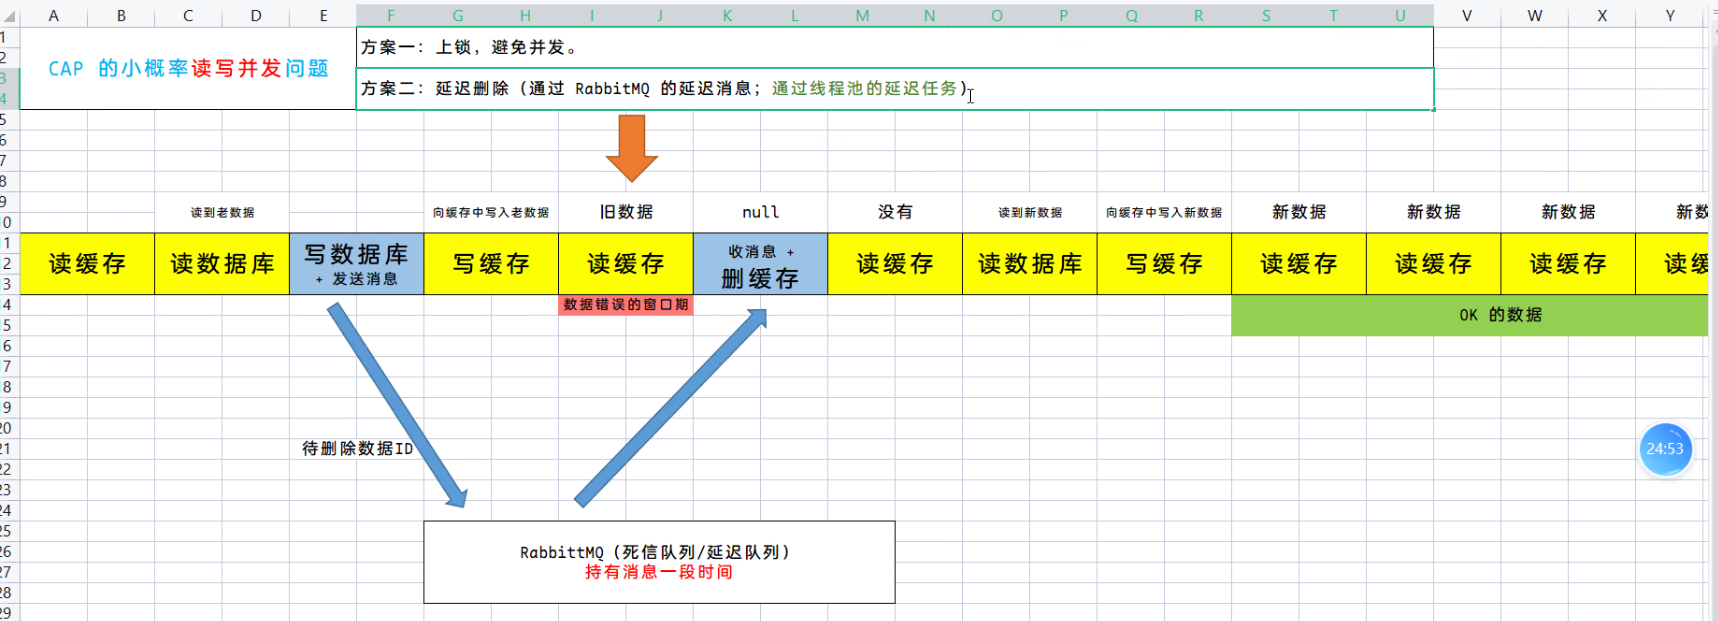 A B C D E F G H I J K L M N O P Q R S T U V W X Y
1
2
3
4
CAP 的小概率读写并发问题
方案一：上锁，避免并发。
方案二：延迟删除（通过 RabbitMQ 的延迟消息；通过线程池的延迟任务）
5
6
7
8
9
10
读到老数据
向缓存中写入老数据
旧数据
null
没有
读到新数据
向缓存中写入新数据
新数据
新数据
新数据
新数
11
12
13
读缓存
读数据库
写数据库
+ 发送消息
写缓存
读缓存
收消息 +
删缓存
读缓存
读数据库
写缓存
读缓存
读缓存
读缓存
读缓
14
15
数据错误的窗口期
OK 的数据
16
17
18
19
20
21
待删除数据ID
24:53
22
23
24
25
26
27
28
29
RabbittMQ（死信队列/延迟队列）
持有消息一段时间